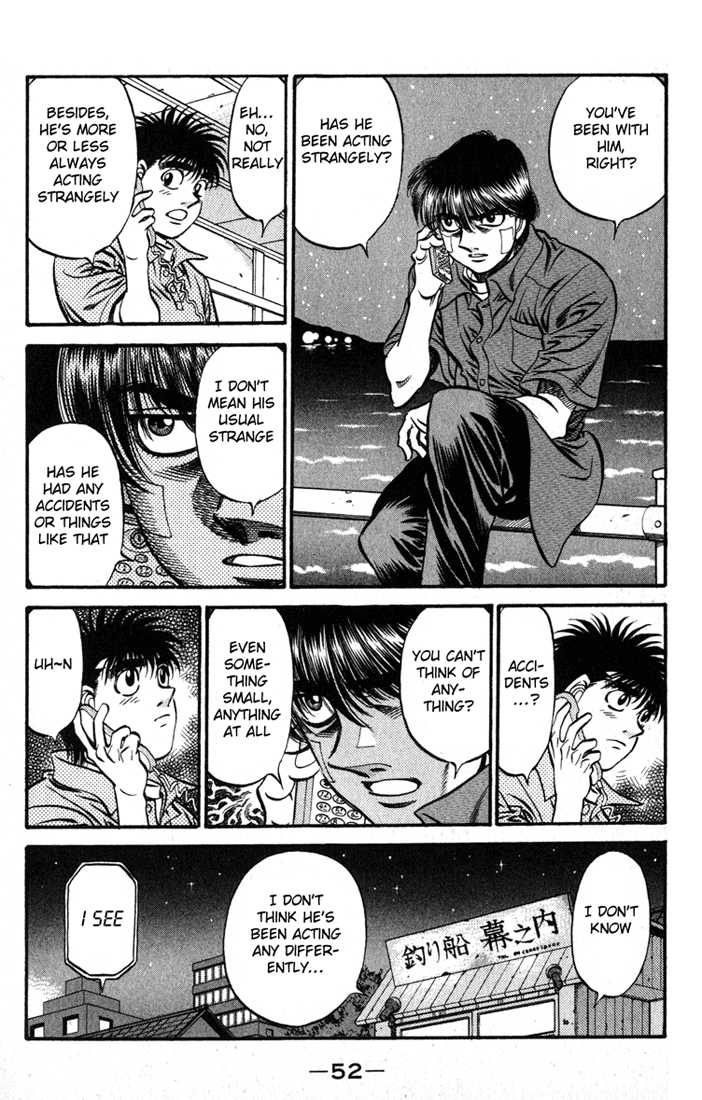 YOU'VE
BEEN WITH
HIM,
RIGHT?
HAS HE
BEEN ACTING
STRANGELY?
EH...
NO,
NOT
REALLY
BESIDES,
HE'S MORE
OR LESS
ALWAYS
ACTING
STRANGELY
I DON'T
MEAN HIS
USUAL
STRANGE
HAS HE
HAD ANY
ACCIDENTS
OR THINGS
LIKE THAT
ACCI-
DENTS
...?
YOU CAN'T
THINK OF
ANY-
THING?
EVEN
SOME-
THING
SMALL,
ANYTHING
AT ALL
UH~N
I DON'T
KNOW
I DON'T
THINK HE'S
BEEN ACTING
ANY DIFFER-
ENTLY...
I SEE
釣り船 幕之内
—52—